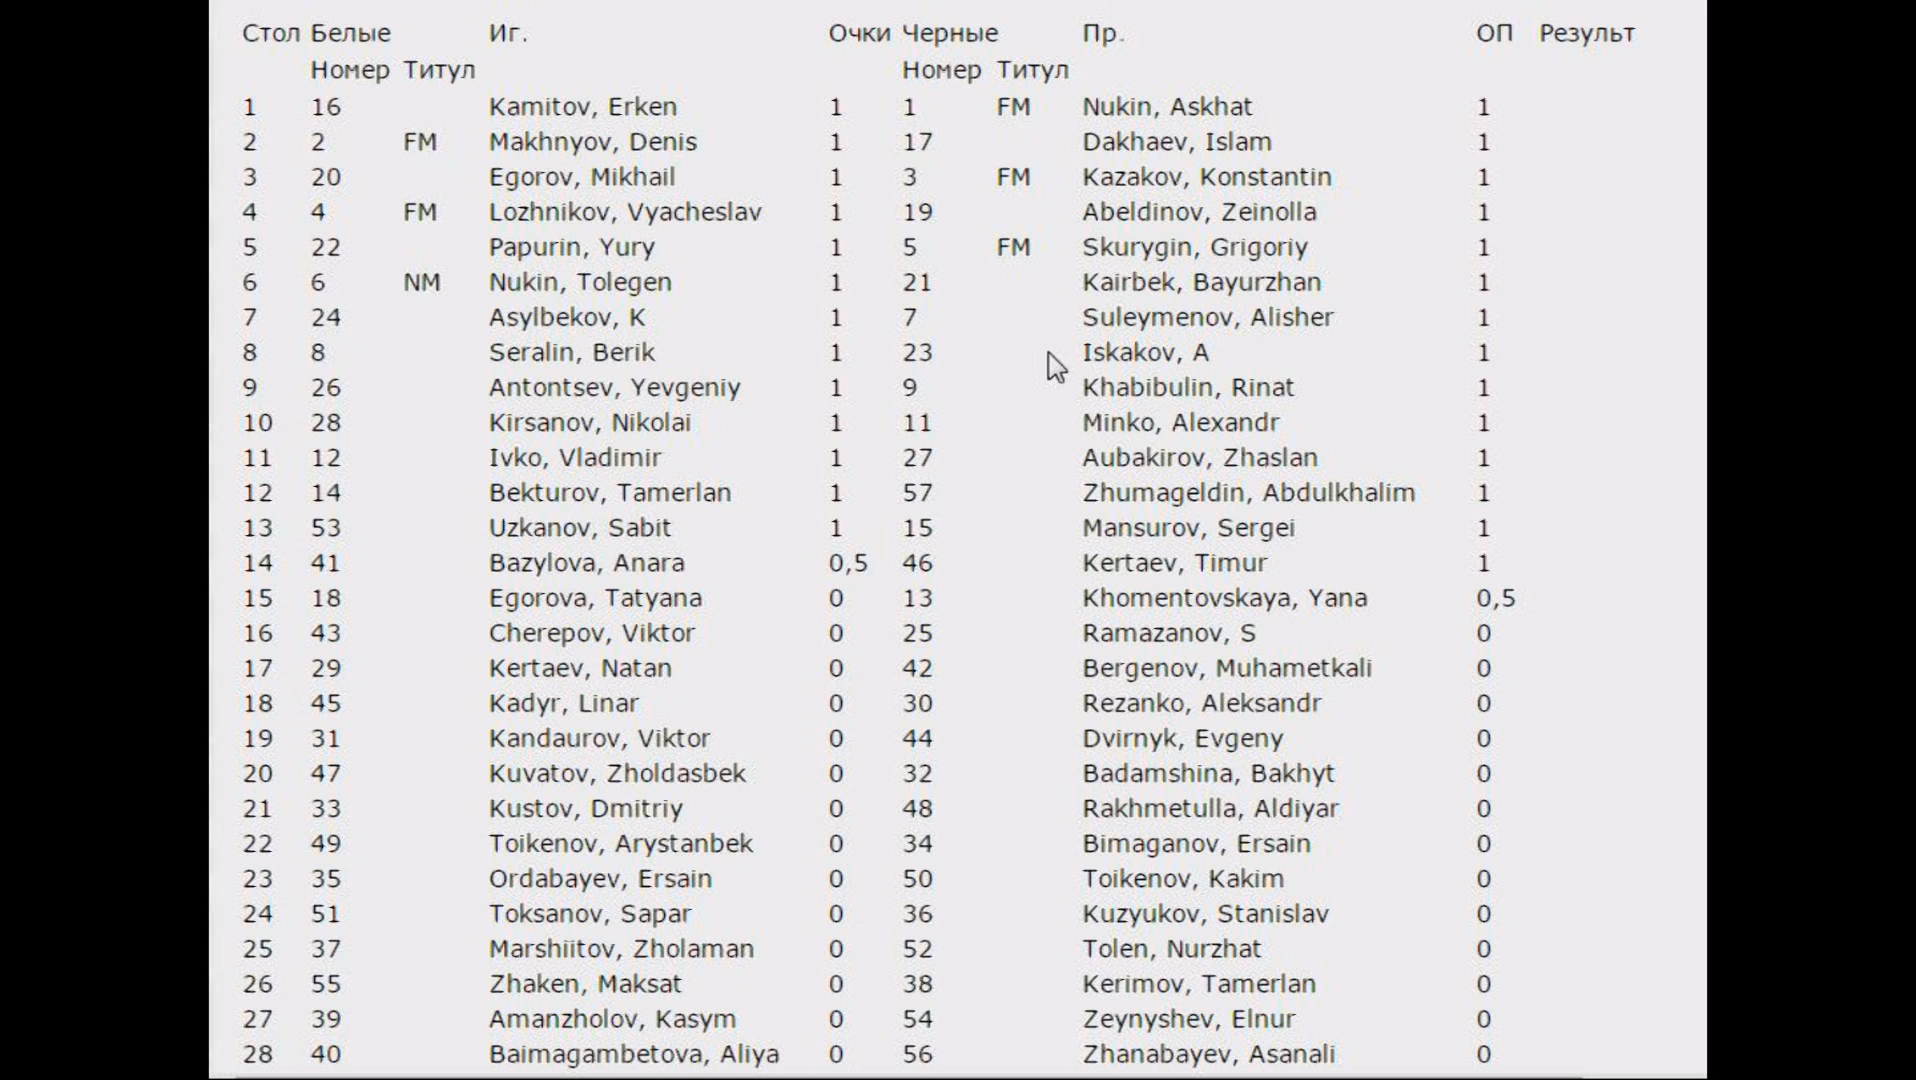 Стол Белые Иг. Очки Черные Пр. ОП Результ
Номер Титул Номер Титул
1 16 Kamitov, Erken 1 1 FM Nukin, Askhat 1
2 2 FM Makhnyov, Denis 1 17 Dakhaev, Islam 1
3 20 Egorov, Mikhail 1 3 FM Kazakov, Konstantin 1
4 4 FM Lozhnikov, Vyacheslav 1 19 Abeldinov, Zeinolla 1
5 22 Papurin, Yury 1 5 FM Skurygin, Grigoriy 1
6 6 NM Nukin, Tolegen 1 21 Kairbek, Bayurzhan 1
7 24 Asylbekov, K 1 7 Suleymenov, Alisher 1
8 8 Seralin, Berik 1 23 Iskakov, A 1
9 26 Antontsev, Yevgeniy 1 9 Khabibulin, Rinat 1
10 28 Kirsanov, Nikolai 1 11 Minko, Alexandr 1
11 12 Ivko, Vladimir 1 27 Aubakirov, Zhaslan 1
12 14 Bekturov, Tamerlan 1 57 Zhumageldin, Abdulkhalim 1
13 53 Uzkanov, Sabit 1 15 Mansurov, Sergei 1
14 41 Bazylova, Anara 0,5 46 Kertaev, Timur 1
15 18 Egorova, Tatyana 0 13 Khomentovskaya, Yana 0,5
16 43 Cherepov, Viktor 0 25 Ramazanov, S 0
17 29 Kertaev, Natan 0 42 Bergenov, Muhametkali 0
18 45 Kadyr, Linar 0 30 Rezanko, Aleksandr 0
19 31 Kandaurov, Viktor 0 44 Dvirnyk, Evgeny 0
20 47 Kuvatov, Zholdasbek 0 32 Badamshina, Bakhyt 0
21 33 Kustov, Dmitriy 0 48 Rakhmetulla, Aldiyar 0
22 49 Toikenov, Arystanbek 0 34 Bimaganov, Ersain 0
23 35 Ordabayev, Ersain 0 50 Toikenov, Kakim 0
24 51 Toksanov, Sapar 0 36 Kuzyukov, Stanislav 0
25 37 Marshiitov, Zholaman 0 52 Tolen, Nurzhat 0
26 55 Zhaken, Maksat 0 38 Kerimov, Tamerlan 0
27 39 Amanzholov, Kasym 0 54 Zeynyshev, Elnur 0
28 40 Baimagambetova, Aliya 0 56 Zhanabayev, Asanali 0